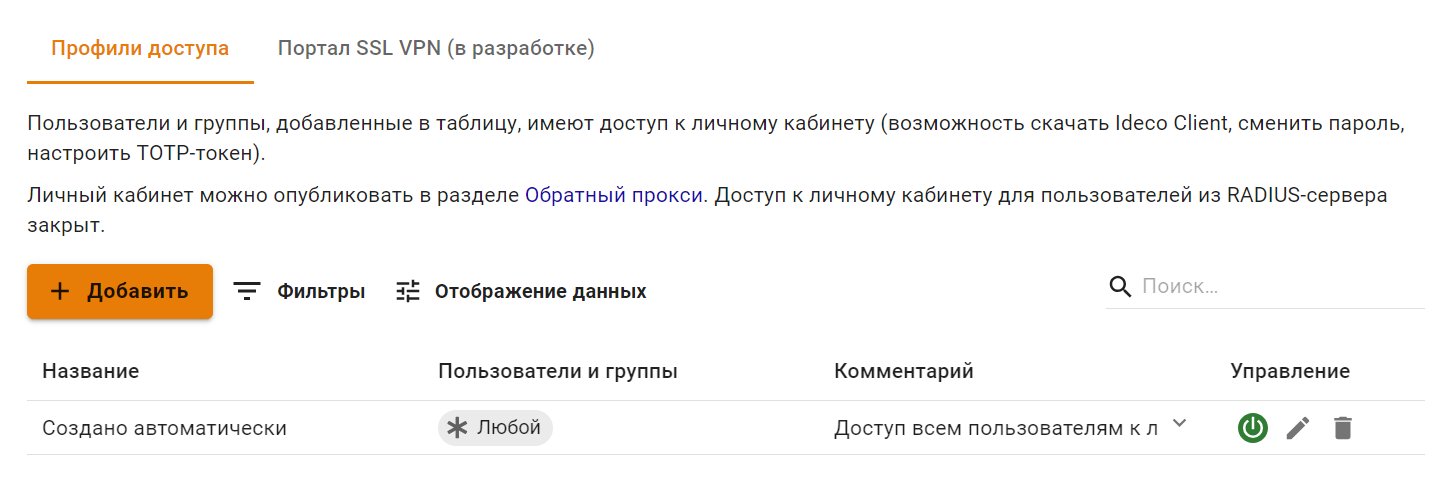 Профили доступа Портал SSL VPN (в разработке)
Пользователи и группы, добавленные в таблицу, имеют доступ к личному кабинету (возможность скачать Ideco Client, сменить пароль,
настроить TOTP-токен).
Личный кабинет можно опубликовать в разделе Обратный прокси. Доступ к личному кабинету для пользователей из RADIUS-сервера
закрыт.
Добавить Фильтры Отображение данных Поиск...
Название Пользователи и группы Комментарий Управление
Создано автоматически Любой Доступ всем пользователям к л